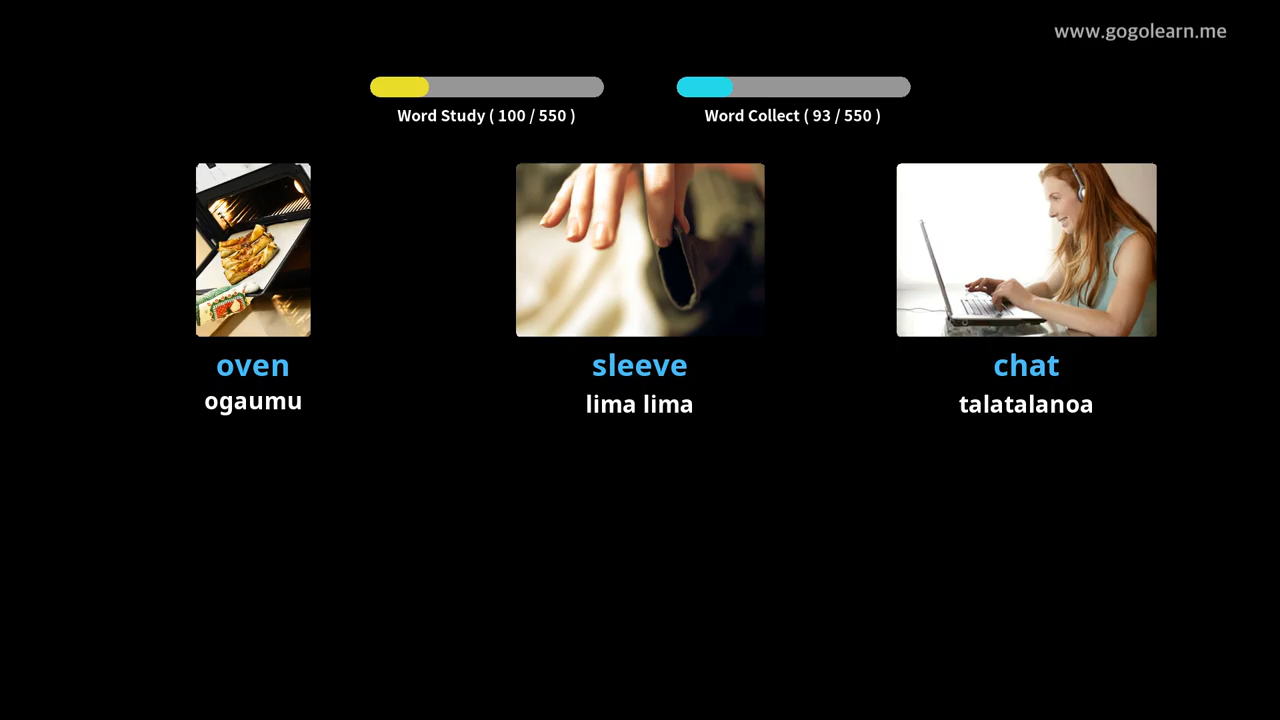 www.gogolearn.me
Word Study ( 100 / 550 )
Word Collect ( 93 / 550 )
oven
ogaumu
sleeve
lima lima
chat
talatalanoa